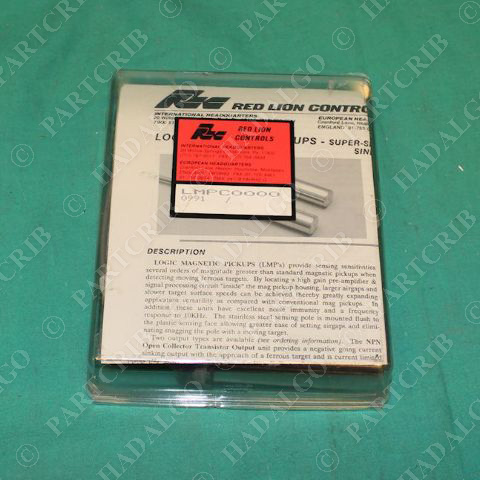 RLC RED LION CONTRO
INTERNATIONAL HEADQUARTERS
EUROPEAN HEA
ENGLAND
RLC RED LION
CONTROLS
INTERNATIONAL HEADQUARTERS
EUROPEAN HEADQUARTERS
LMPC0000
0991 /
UPS - SUPER-S
SIN
DESCRIPTION
LOGIC MAGNETIC PICKUPS (LMP's) provide sensing sensitivities
several orders of magnitude greater than standard magnetic pickups when
detecting moving ferrous targets. By locating a high gain pre-amplifier &
signal processing circuit "inside" the mag pickup housing, larger airgaps and
slower target surface speeds can be achieved thereby greatly expanding
application versatility as compared with conventional mag pickups. In
addition these units have excellent noise immunity and a frequency
response to 10KHz. The stainless steel sensing pole is mounted flush to
the plastic sensing face allowing greater ease of setting airgaps and elimi-
nating snagging the pole with a moving target.
Two output types are available (see ordering information). The NPN
Open Collector Transistor Output unit provides a negative going current
sinking output with the approach of a ferrous target and is current limited
© PARTCRIB
© HADALGO